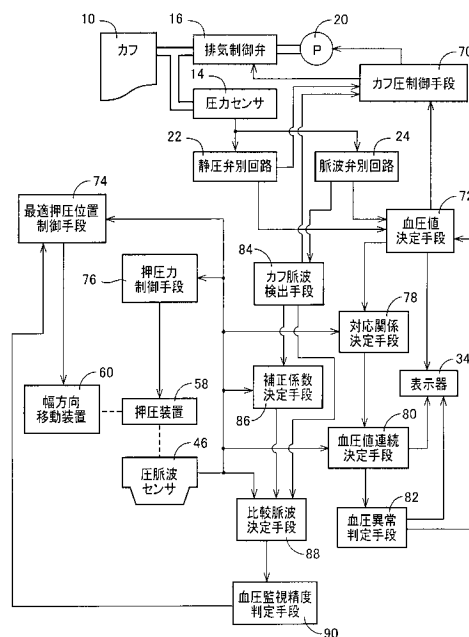 10
16
20
70
カフ
排気制御弁
P
14
カフ圧制御手段
圧力センサ
22
24
静圧弁別回路
脈波弁別回路
74
72
最適押圧位置
制御手段
血圧値
決定手段
84
76
押圧力
制御手段
カフ脈波
検出手段
78
対応関係
決定手段
34
60
58
補正係数
決定手段
表示器
幅方向
移動装置
押圧装置
86
80
46
血圧値連続
決定手段
圧脈波
センサ
82
比較脈波
決定手段
血圧異常
判定手段
88
血圧監視精度
判定手段
90